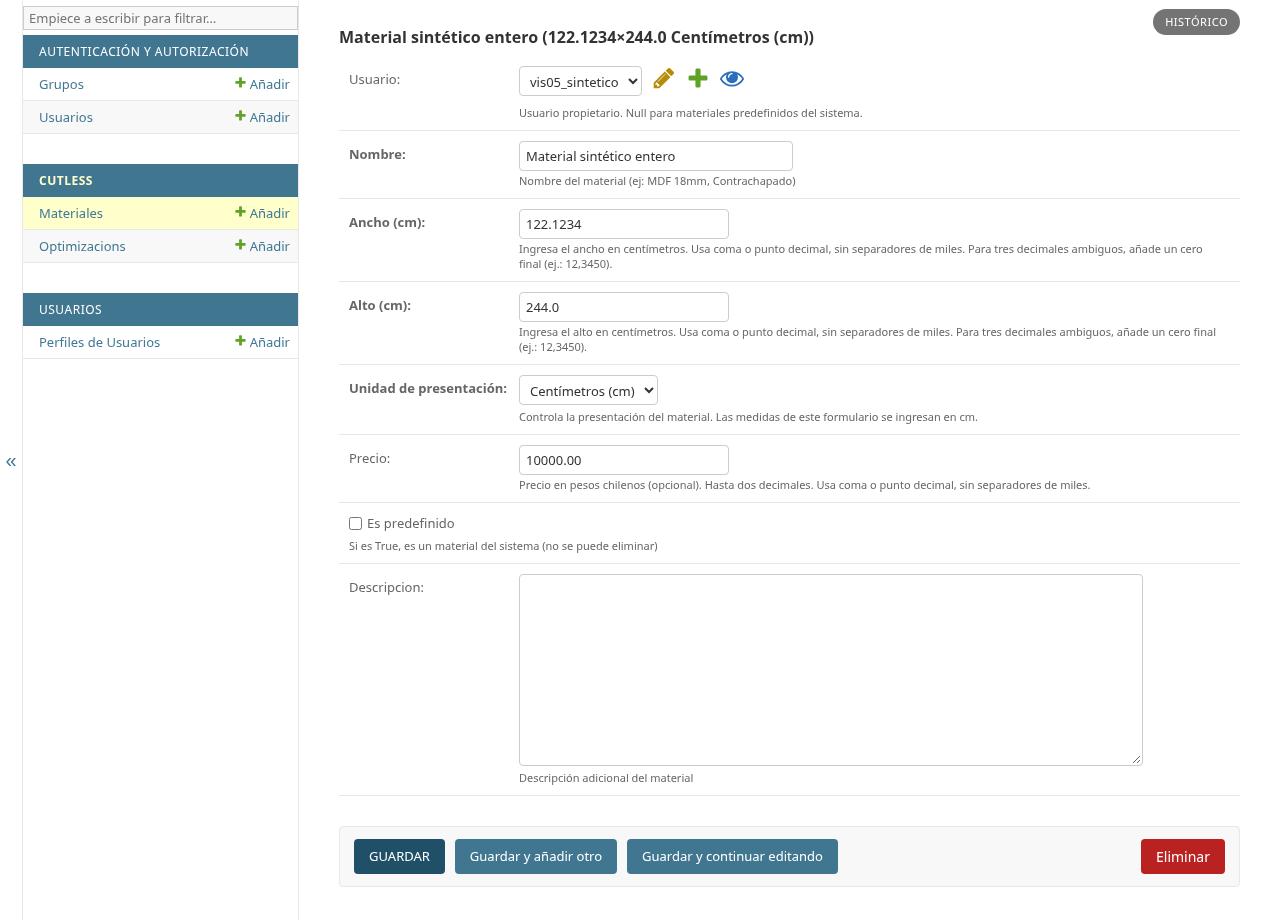 Empiece a escribir para filtrar...
AUTENTICACIÓN Y AUTORIZACIÓN
Grupos
Añadir
Usuarios
Añadir
CUTLESS
Materiales
Añadir
Optimizacions
Añadir
USUARIOS
Perfiles de Usuarios
Añadir
«
HISTÓRICO
Material sintético entero (122.1234×244.0 Centímetros (cm))
Usuario:
vis05_sintetico
Usuario propietario. Null para materiales predefinidos del sistema.
Nombre:
Material sintético entero
Nombre del material (ej: MDF 18mm, Contrachapado)
Ancho (cm):
122.1234
Ingresa el ancho en centímetros. Usa coma o punto decimal, sin separadores de miles. Para tres decimales ambiguos, añade un cero
final (ej.: 12,3450).
Alto (cm):
244.0
Ingresa el alto en centímetros. Usa coma o punto decimal, sin separadores de miles. Para tres decimales ambiguos, añade un cero final
(ej.: 12,3450).
Unidad de presentación:
Centímetros (cm)
Controla la presentación del material. Las medidas de este formulario se ingresan en cm.
Precio:
10000.00
Precio en pesos chilenos (opcional). Hasta dos decimales. Usa coma o punto decimal, sin separadores de miles.
Es predefinido
Si es True, es un material del sistema (no se puede eliminar)
Descripcion:
Descripción adicional del material
GUARDAR
Guardar y añadir otro
Guardar y continuar editando
Eliminar